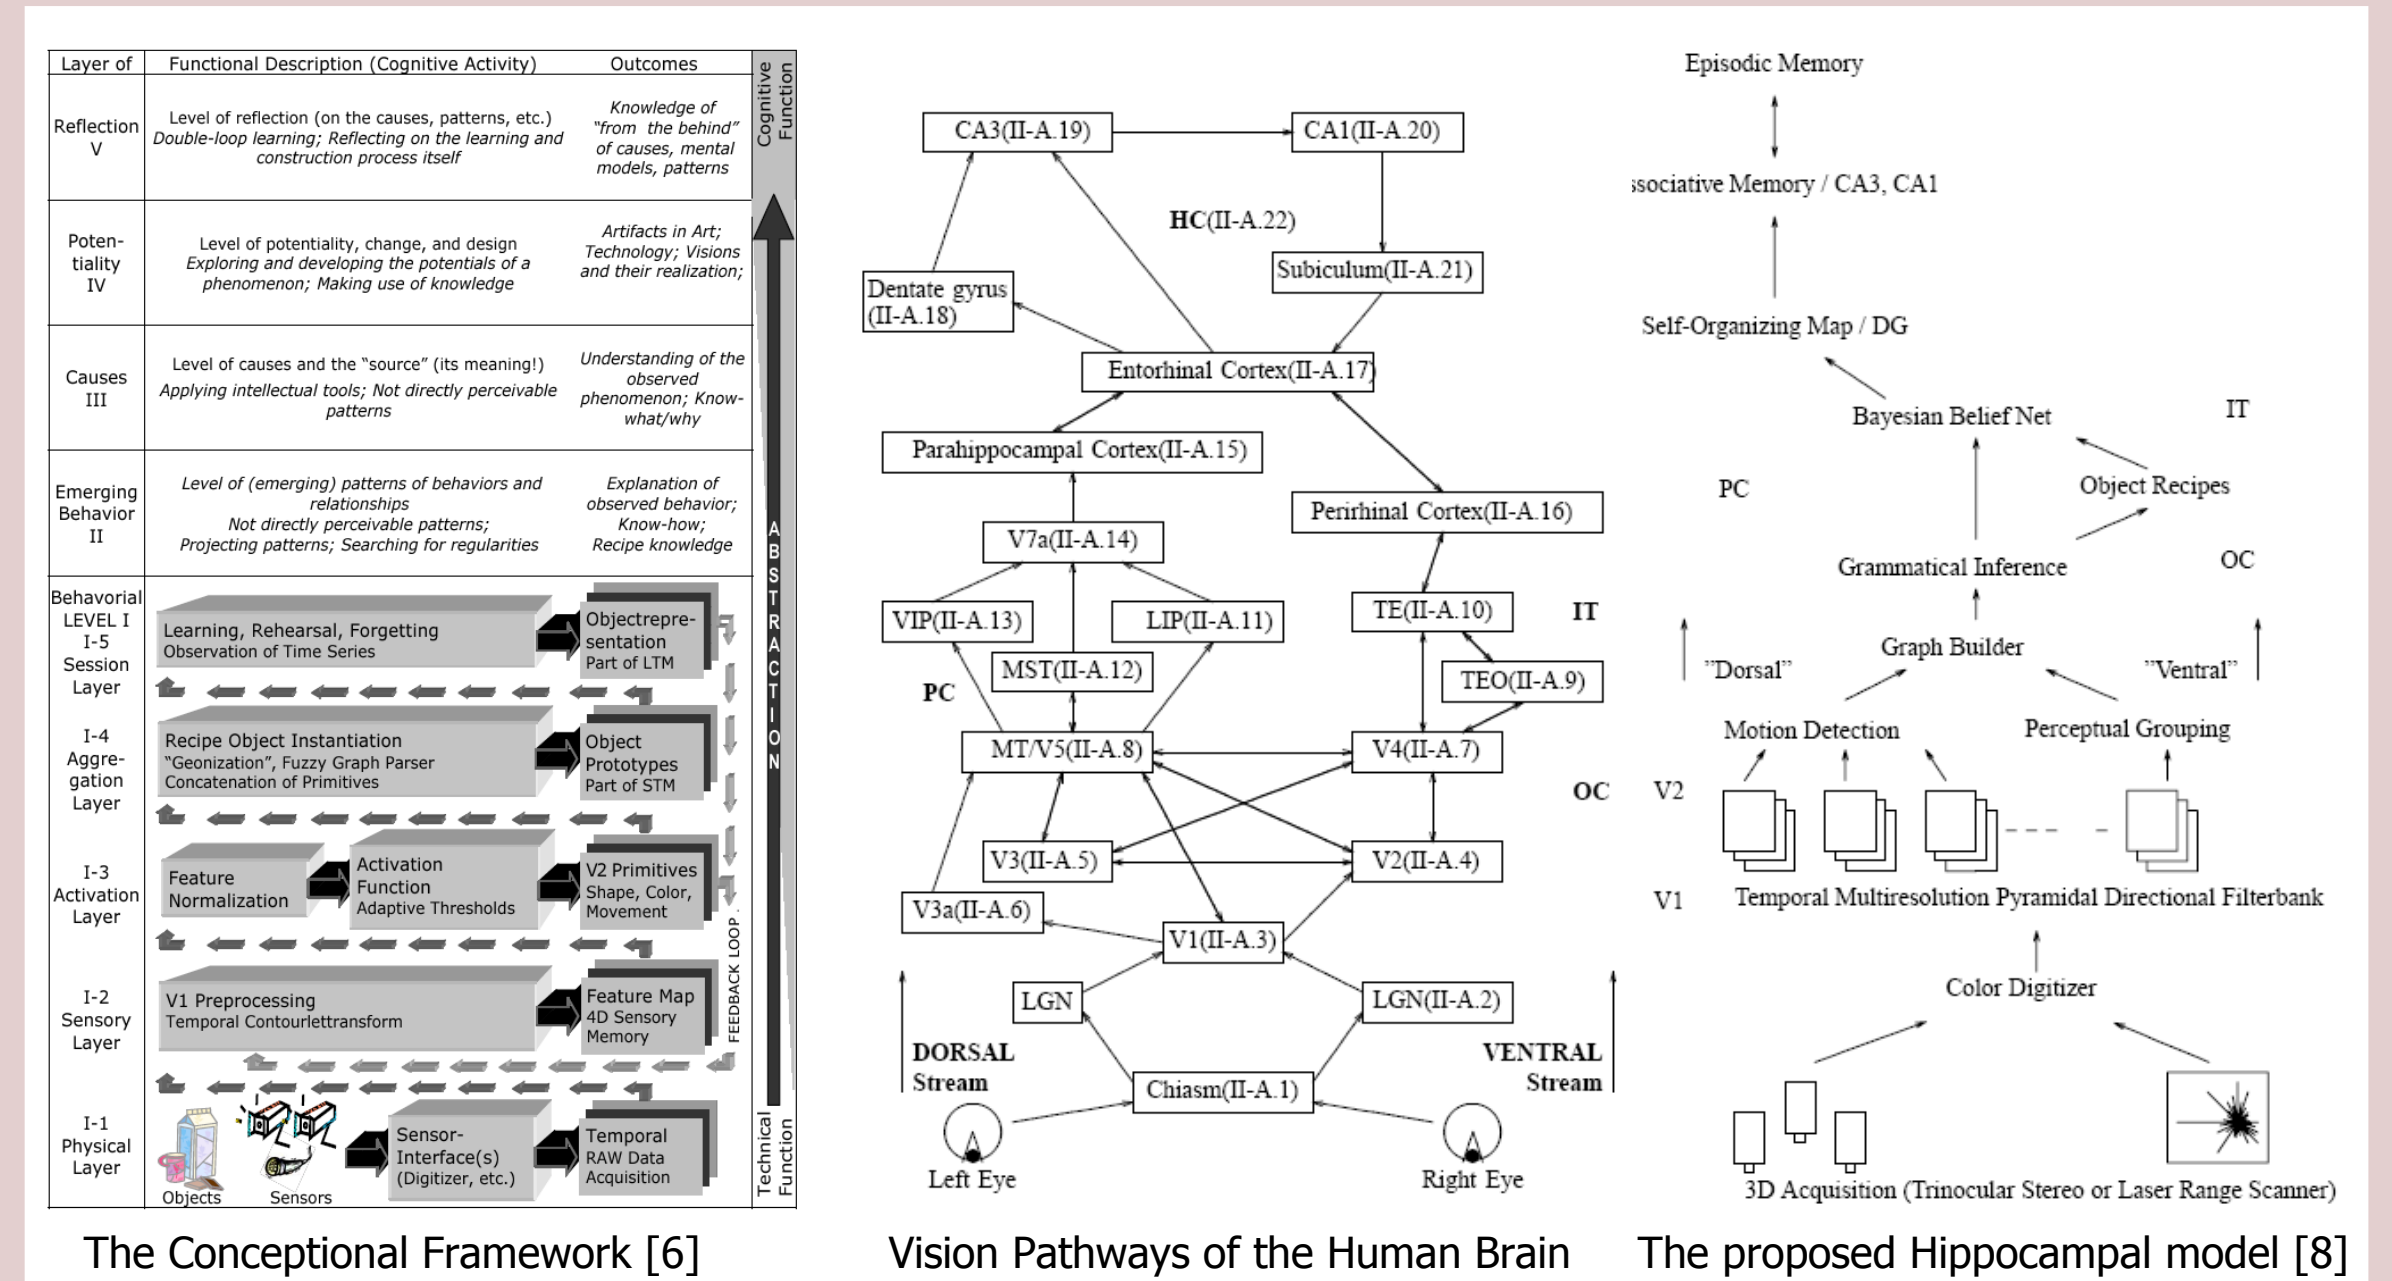 Layer of
Functional Description (Cognitive Activity)
Outcomes
Cognitive
Function
Reflection
V
Level of reflection (on the causes, patterns, etc.)
Double-loop learning; Reflecting on the learning and
construction process itself
Knowledge of
“from the behind”
of causes, mental
models, patterns
Poten-
tiality
IV
Level of potentiality, change, and design
Exploring and developing the potentials of a
phenomenon; Making use of knowledge
Artifacts in Art;
Technology; Visions
and their realization;
Causes
III
Level of causes and the “source” (its meaning!)
Applying intellectual tools; Not directly perceivable
patterns
Understanding of the
observed
phenomenon; Know-
what/why
Emerging
Behavior
II
Level of (emerging) patterns of behaviors and
relationships
Not directly perceivable patterns;
Projecting patterns; Searching for regularities
Explanation of
observed behavior;
Know-how;
Recipe knowledge
ABSTRACTION
Behavorial
LEVEL I
I-5
Session
Layer
Learning, Rehearsal, Forgetting
Observation of Time Series
Objectrepre-
sentation
Part of LTM
I-4
Aggre-
gation
Layer
Recipe Object Instantiation
“Geonization”, Fuzzy Graph Parser
Concatenation of Primitives
Object
Prototypes
Part of STM
I-3
Activation
Layer
Feature
Normalization
Activation
Function
Adaptive Thresholds
V2 Primitives
Shape, Color,
Movement
FEEDBACK LOOP
I-2
Sensory
Layer
V1 Preprocessing
Temporal Contourlettransform
Feature Map
4D Sensory
Memory
I-1
Physical
Layer
Objects
Sensors
Sensor-
Interface(s)
(Digitizer, etc.)
Temporal
RAW Data
Acquisition
Technical
Function
The Conceptional Framework [6]
CA3(II-A.19)
CA1(II-A.20)
HC(II-A.22)
Dentate gyrus
(II-A.18)
Subiculum(II-A.21)
Entorhinal Cortex(II-A.17)
Parahippocampal Cortex(II-A.15)
Perirhinal Cortex(II-A.16)
V7a(II-A.14)
VIP(II-A.13)
LIP(II-A.11)
TE(II-A.10)
IT
MST(II-A.12)
TEO(II-A.9)
PC
MT/V5(II-A.8)
V4(II-A.7)
OC
V3(II-A.5)
V2(II-A.4)
V3a(II-A.6)
V1(II-A.3)
LGN
LGN(II-A.2)
DORSAL
Stream
VENTRAL
Stream
Chiasm(II-A.1)
Left Eye
Right Eye
Vision Pathways of the Human Brain
Episodic Memory
ssociative Memory / CA3, CA1
Self-Organizing Map / DG
Bayesian Belief Net
IT
PC
Object Recipes
Grammatical Inference
OC
Graph Builder
”Dorsal”
”Ventral”
Motion Detection
Perceptual Grouping
V2
V1
Temporal Multiresolution Pyramidal Directional Filterbank
Color Digitizer
3D Acquisition (Trinocular Stereo or Laser Range Scanner)
The proposed Hippocampal model [8]